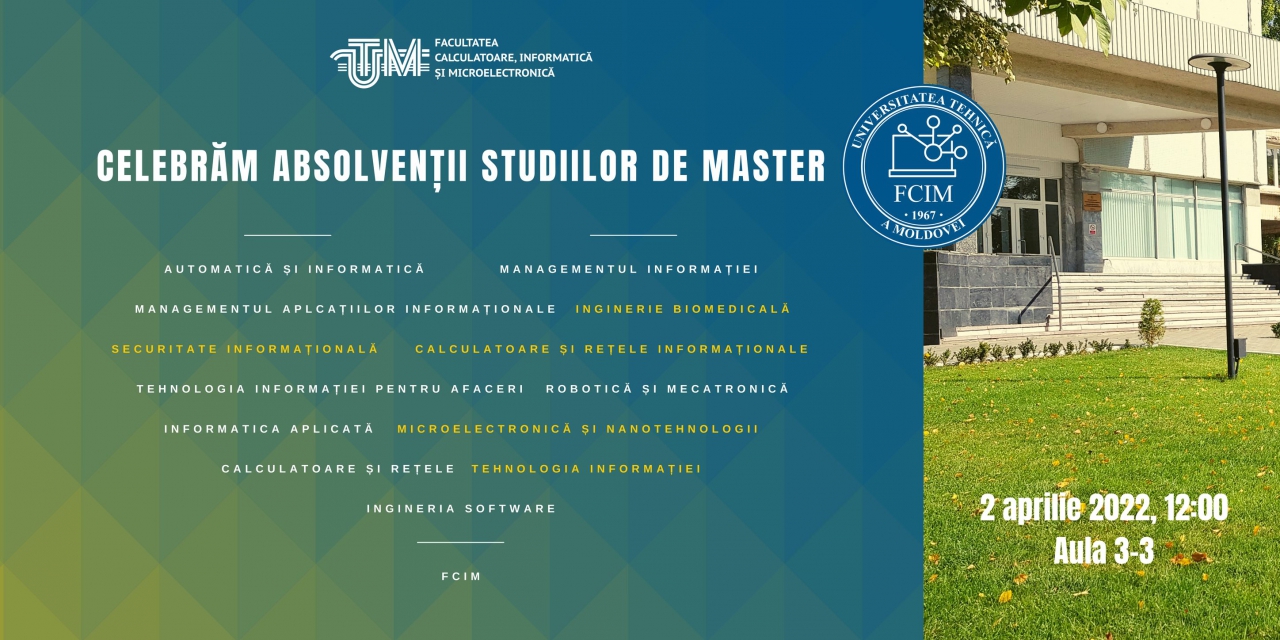 UTM
FACULTATEA
CALCULATOARE, INFORMATICĂ
ȘI MICROELECTRONICĂ
CELEBRĂM ABSOLVENȚII STUDIILOR DE MASTER
UNIVERSITATEA TEHNICĂ
FCIM
• 1967 •
A MOLDOVEI
AUTOMATICĂ ȘI INFORMATICĂ MANAGEMENTUL INFORMAȚIEI
MANAGEMENTUL APLCAȚIILOR INFORMAȚIONALE INGINERIE BIOMEDICALĂ
SECURITATE INFORMAȚIONALĂ CALCULATOARE ȘI REȚELE INFORMAȚIONALE
TEHNOLOGIA INFORMAȚIEI PENTRU AFACERI ROBOTICĂ ȘI MECATRONICĂ
INFORMATICA APLICATĂ MICROELECTRONICĂ ȘI NANOTEHNOLOGII
CALCULATOARE ȘI REȚELE TEHNOLOGIA INFORMAȚIEI
INGINERIA SOFTWARE
FCIM
2 aprilie 2022, 12:00
Aula 3-3